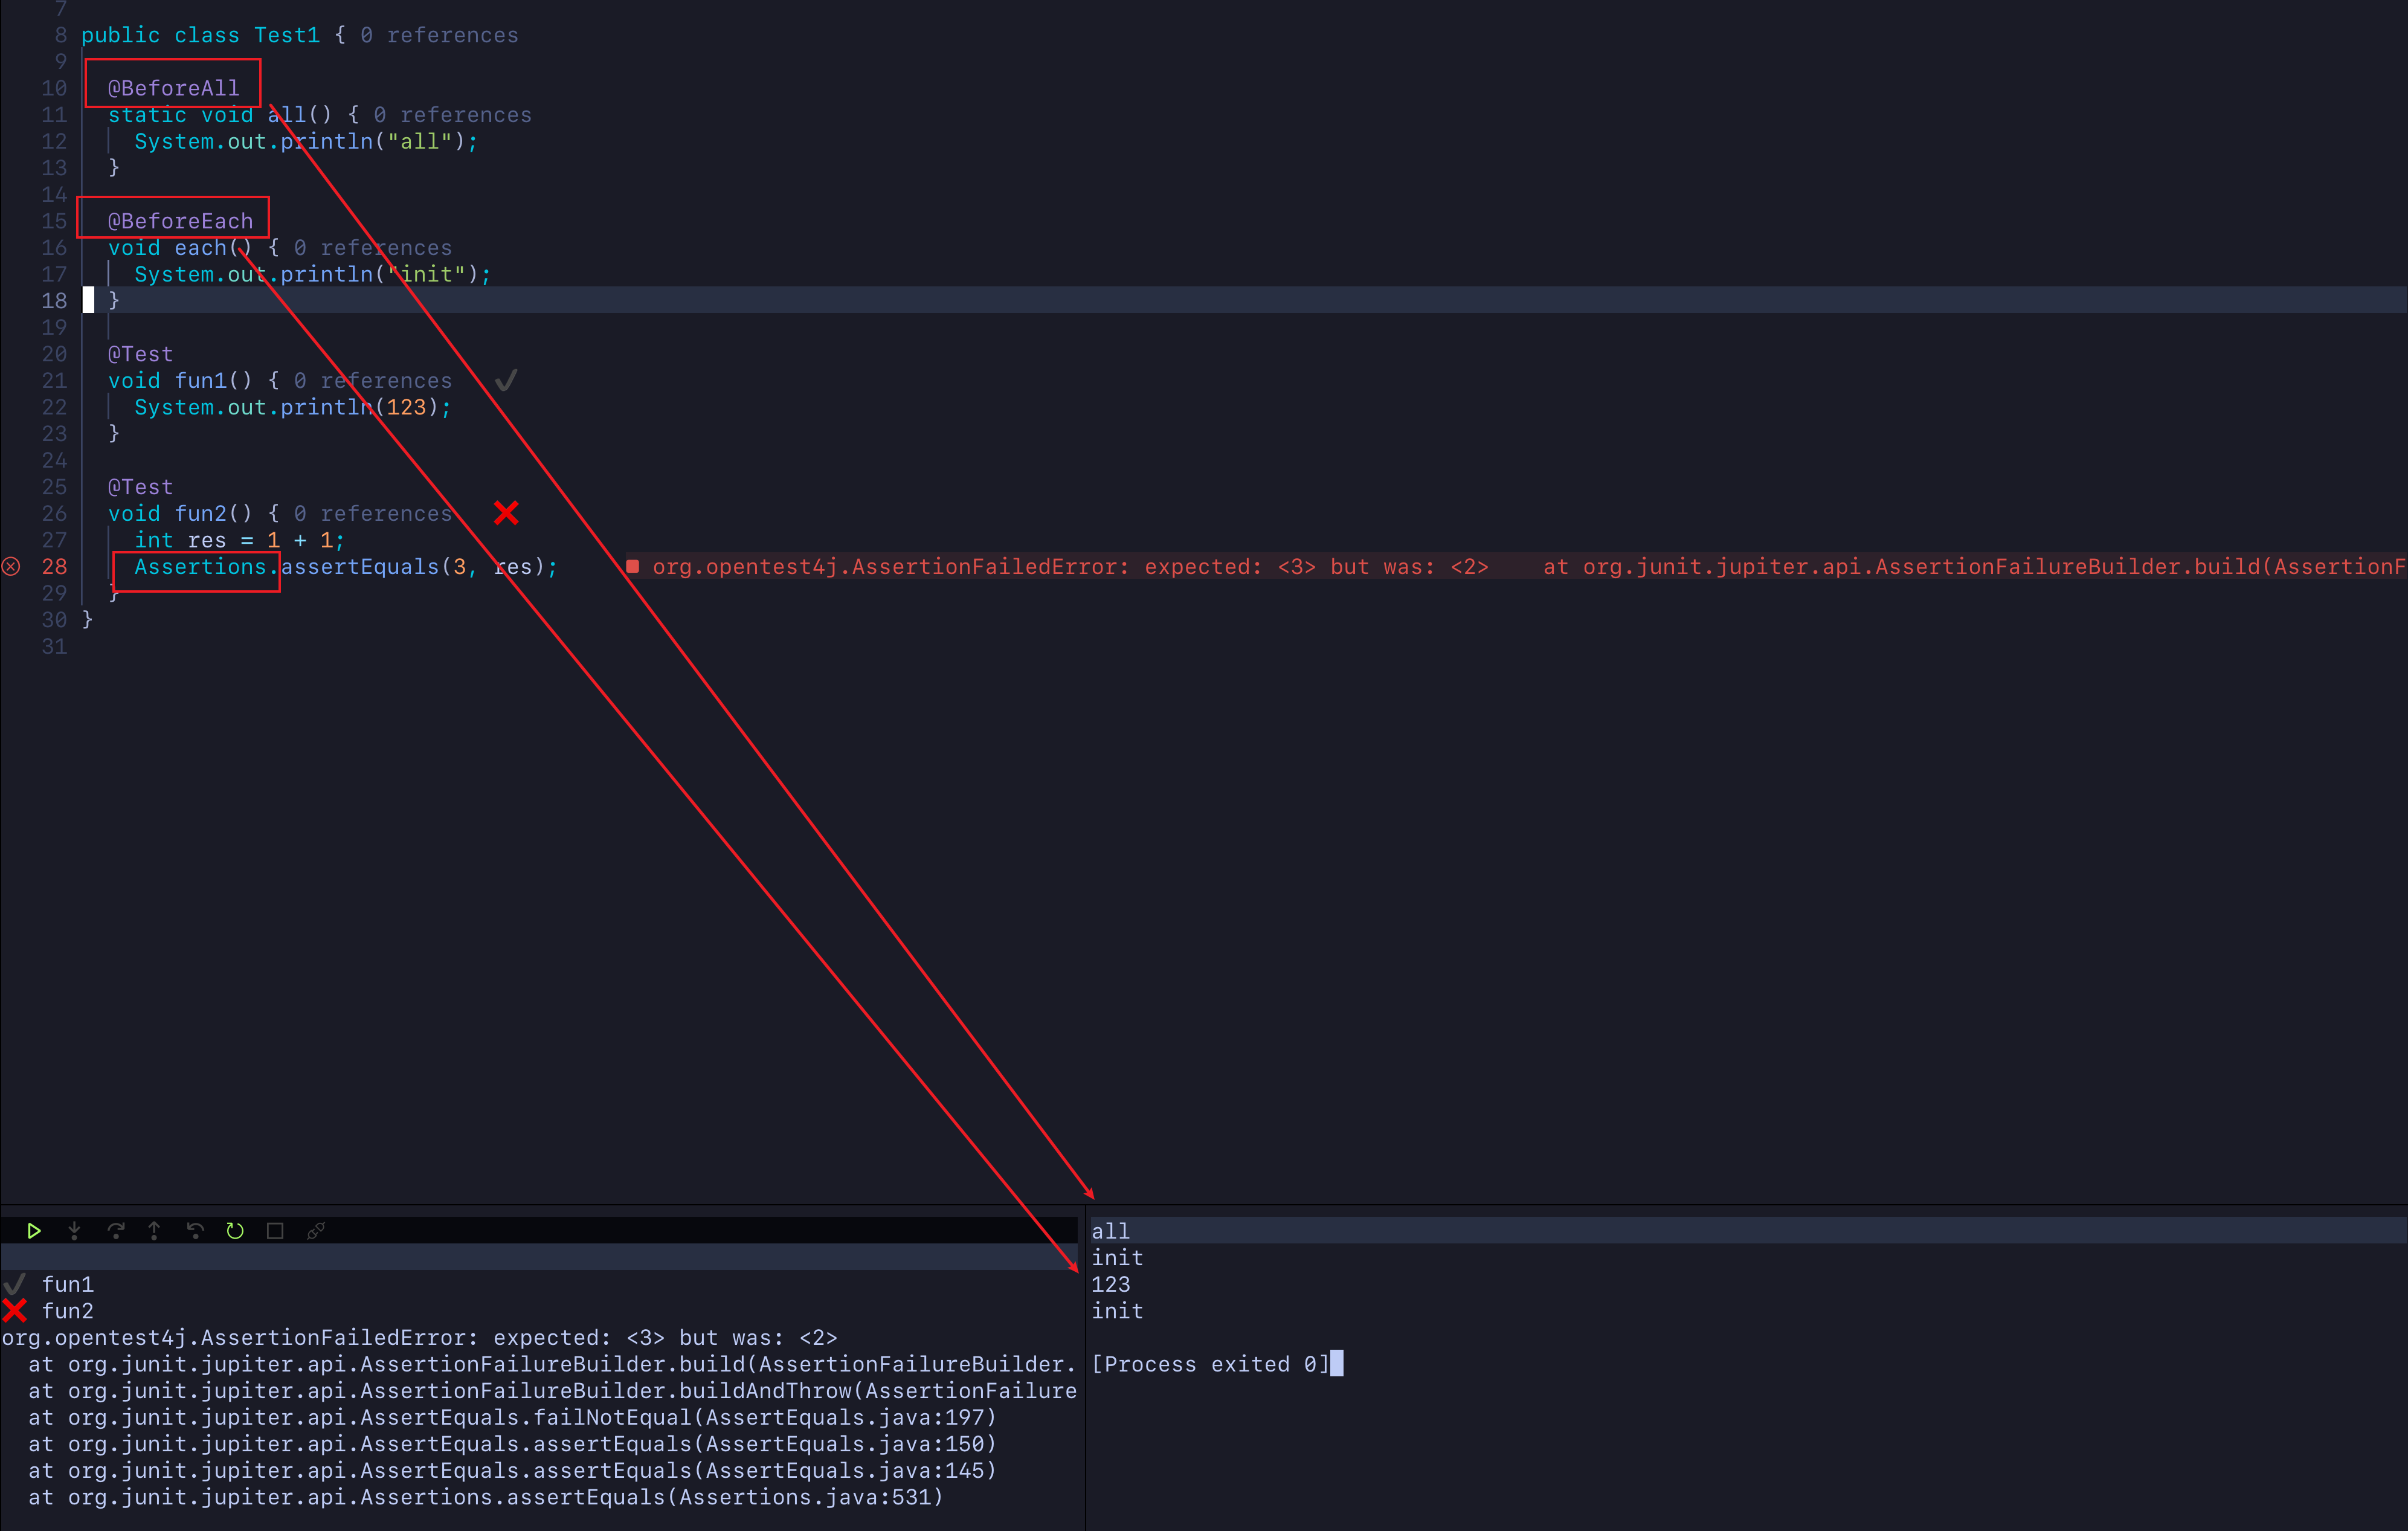 7
8 public class Test1 { 0 references
9
10 @BeforeAll
11 static void all() { 0 references
12 System.out.println("all");
13 }
14
15 @BeforeEach
16 void each() { 0 references
17 System.out.println("init");
18 }
19
20 @Test
21 void fun1() { 0 references
22 System.out.println(123);
23 }
24
25 @Test
26 void fun2() { 0 references
27 int res = 1 + 1;
28 Assertions.assertEquals(3, res); org.opentest4j.AssertionFailedError: expected: <3> but was: <2> at org.junit.jupiter.api.AssertionFailureBuilder.build(AssertionF
29 }
30 }
31
fun1
fun2
org.opentest4j.AssertionFailedError: expected: <3> but was: <2>
at org.junit.jupiter.api.AssertionFailureBuilder.build(AssertionFailureBuilder.
at org.junit.jupiter.api.AssertionFailureBuilder.buildAndThrow(AssertionFailure
at org.junit.jupiter.api.AssertEquals.failNotEqual(AssertEquals.java:197)
at org.junit.jupiter.api.AssertEquals.assertEquals(AssertEquals.java:150)
at org.junit.jupiter.api.AssertEquals.assertEquals(AssertEquals.java:145)
at org.junit.jupiter.api.Assertions.assertEquals(Assertions.java:531)
all
init
123
init
[Process exited 0]